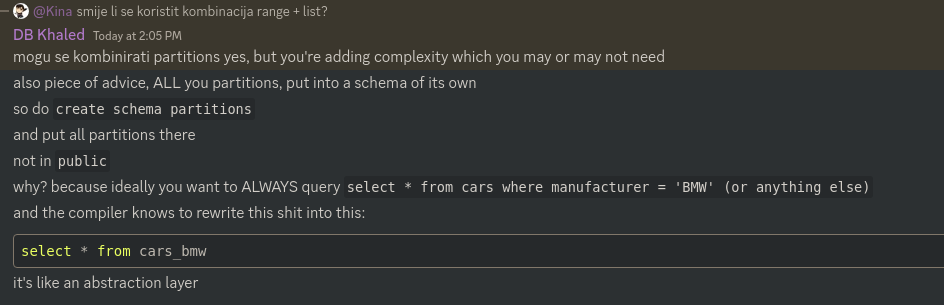 @Kina smije li se koristit kombinacija range + list?
DB Khaled Today at 2:05 PM
mogu se kombinirati partitions yes, but you're adding complexity which you may or may not need
also piece of advice, ALL you partitions, put into a schema of its own
so do create schema partitions
and put all partitions there
not in public
why? because ideally you want to ALWAYS query select * from cars where manufacturer = 'BMW' (or anything else)
and the compiler knows to rewrite this shit into this:
select * from cars_bmw
it's like an abstraction layer